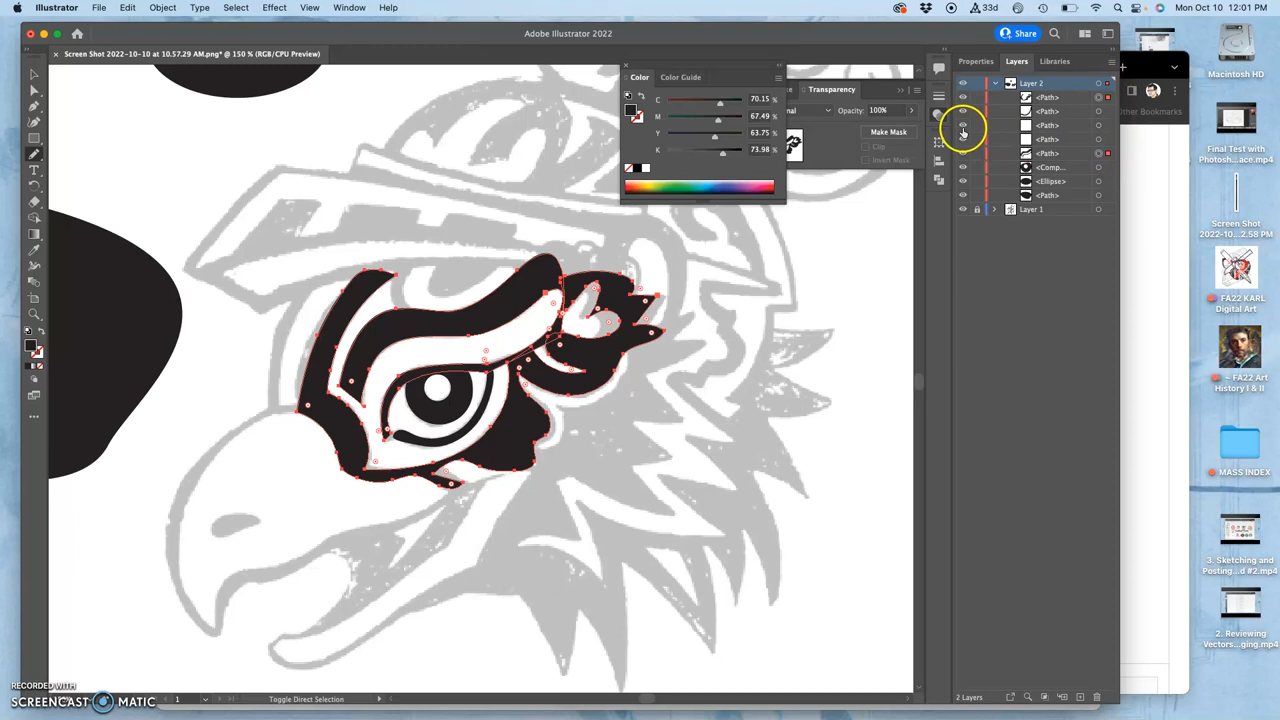 Illustrator File Edit Object Type Select Effect View Window Help
33d
Mon Oct 10 12:01 PM
Adobe Illustrator 2022
Share
Screen Shot 2022-10-10 at 10.57.29 AM.png* @ 150 % (RGB/CPU Preview)
Color Color Guide
C 70.15 %
M 67.49 %
Y 63.75 %
K 73.98 %
Transparency
Opacity: 100%
Make Mask
Clip
Invert Mask
Properties Layers Libraries
Layer 2
<Path>
<Path>
<Path>
<Path>
<Path>
<Comp...
<Ellipse>
<Path>
Layer 1
2 Layers
Other Bookmarks
Macintosh HD
Final Test with
Photosh...ace.mp4
Screen Shot
2022-10...2.58 PM
FA22 KARL
Digital Art
~ FA22 Art
History I & II
MASS INDEX
3. Sketching and
Posting...d #2.mp4
2. Reviewing
Vectors...ging.mp4
1
Toggle Direct Selection
RECORDED WITH
SCREENCAST MATIC